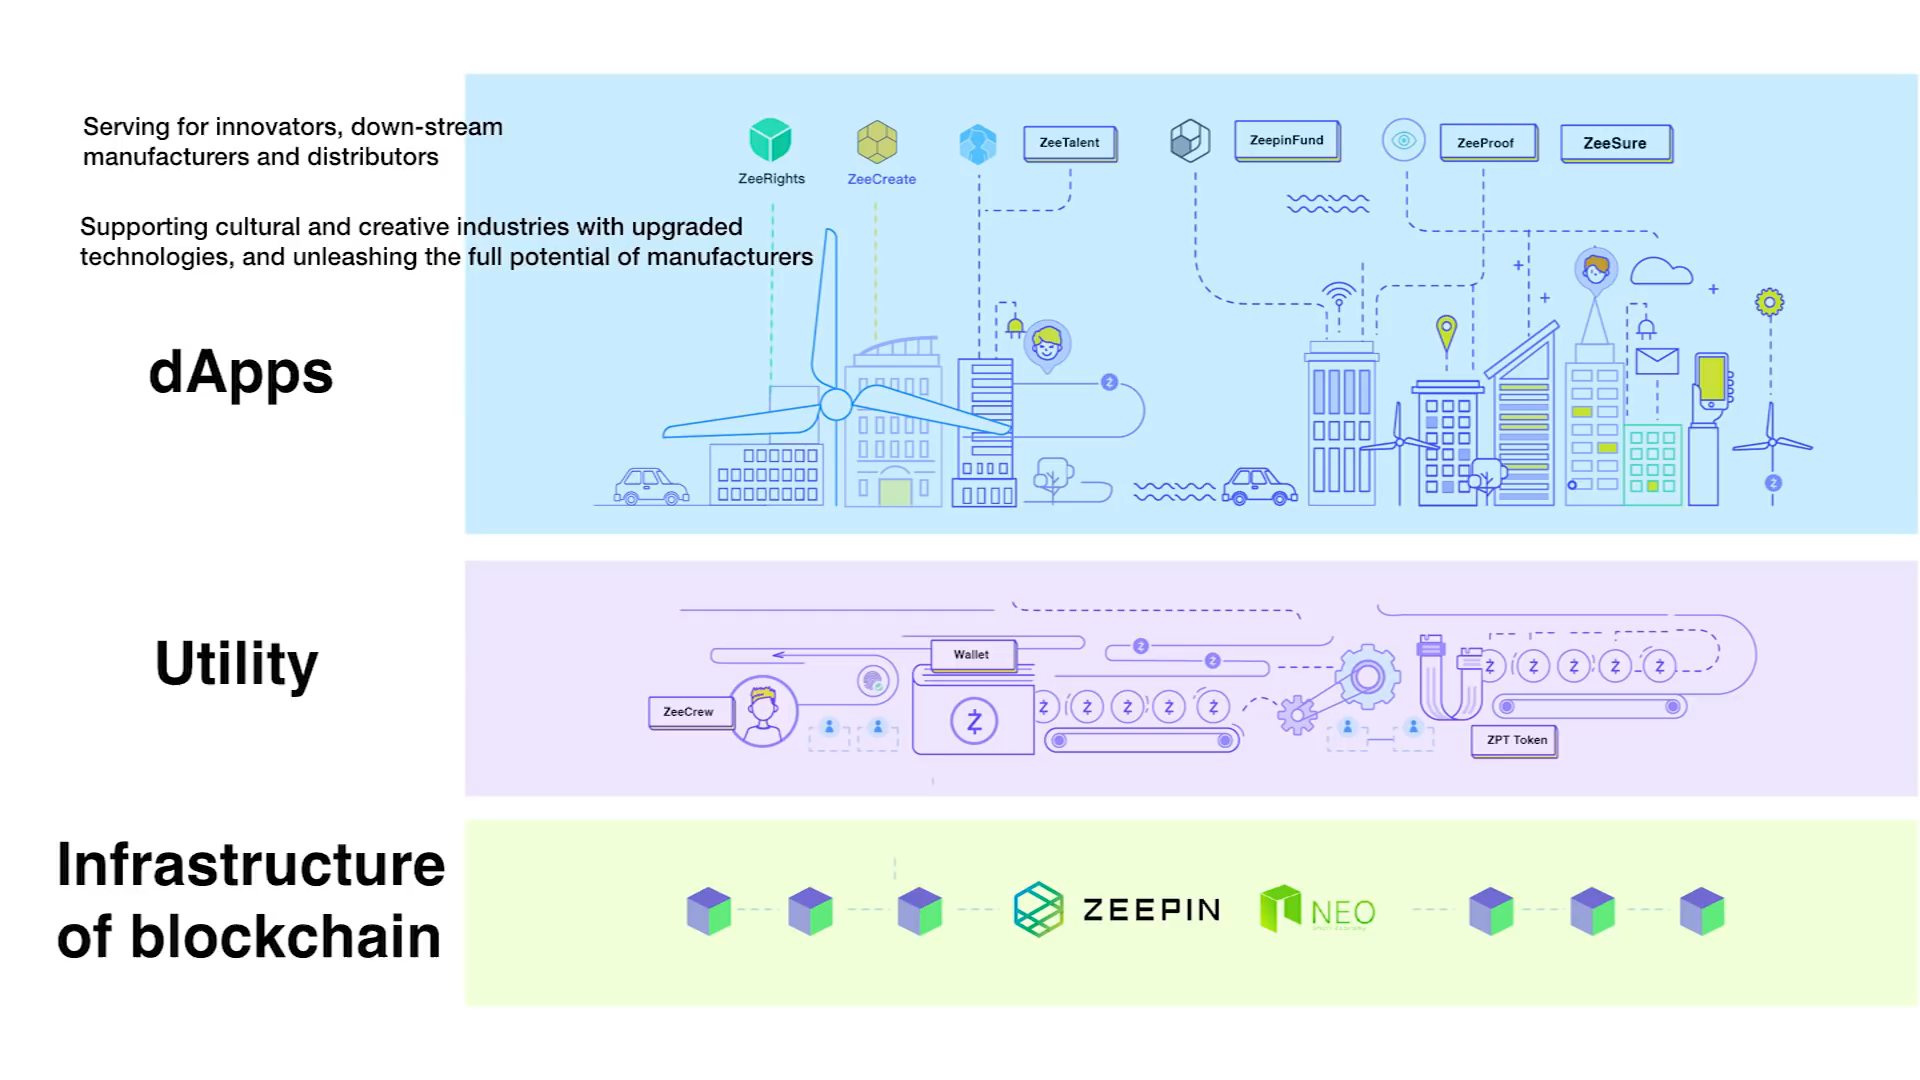 Serving for innovators, down-stream
manufacturers and distributors
Supporting cultural and creative industries with upgraded
technologies, and unleashing the full potential of manufacturers
dApps
ZeeRights
ZeeCreate
ZeeTalent
ZeepinFund
ZeeProof
ZeeSure
Utility
ZeeCrew
Wallet
ZPT Token
Infrastructure
of blockchain
ZEEPIN
NEO